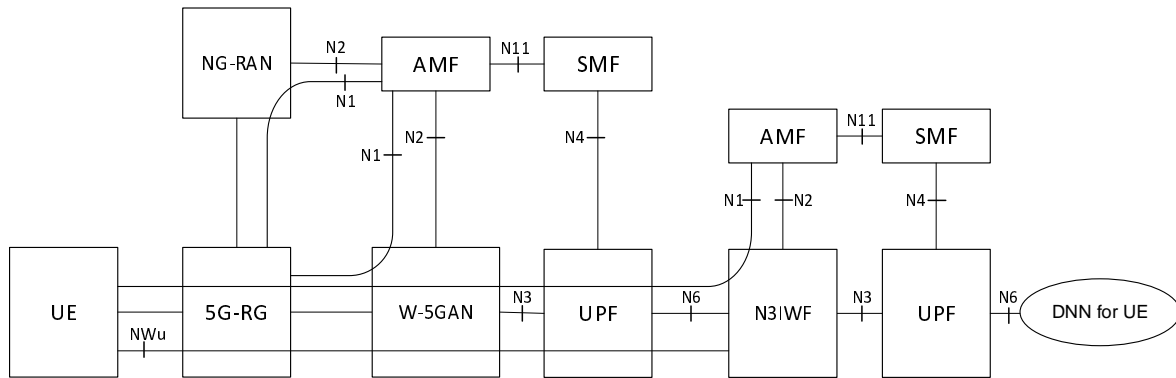 N2
N11
NG-RAN
AMF
SMF
N1
N11
N2
N4
AMF
SMF
N1
N1
N2
N4
UE
5G-RG
W-5GAN
N3
UPF
N6
N3IWF
N3
UPF
N6
DNN for UE
NWu